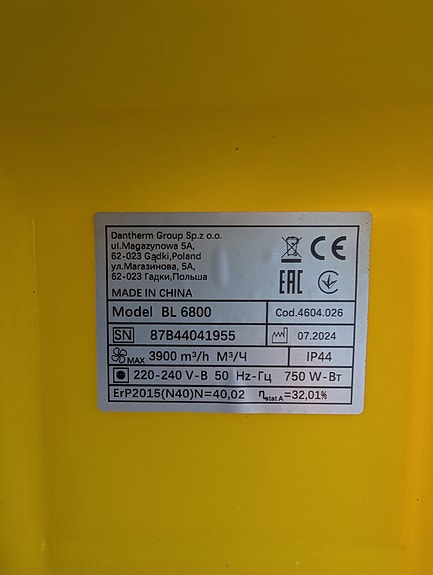 Dantherm Group Sp.z o.o.
ul.Magazynowa 5A,
62-023 Gądki,Poland
ул.Магазинова, 5А,
62-023 Гадки,Польша
MADE IN CHINA
CE
EAC
Model BL 6800
Cod.4604.026
SN 87B44041955
07.2024
MAX 3900 m³/h М³/Ч
IP44
220-240 V-В 50 Hz-Гц 750 W-Вт
ErP2015(N40)N=40,02 ηstatA=32,01%